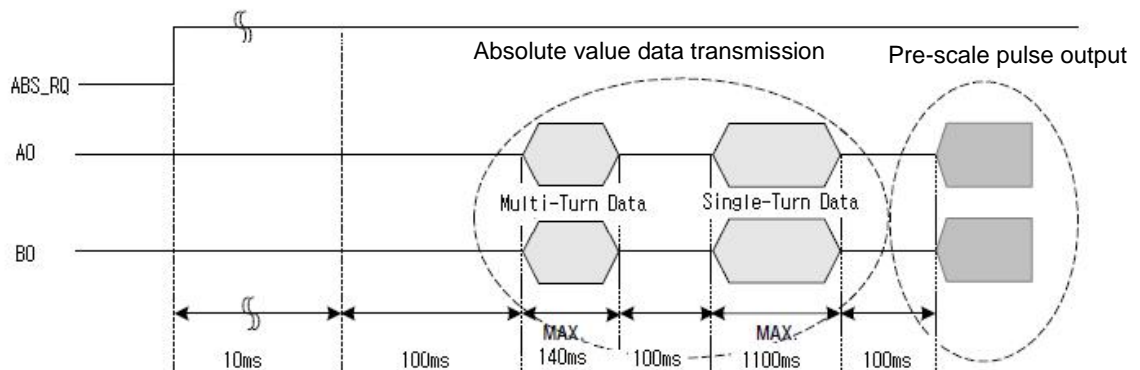 Absolute value data transmission
Pre-scale pulse output
ABS_RQ
AO
Multi-Turn Data
Single-Turn Data
BO
MAX.
MAX.
10ms
100ms
140ms
100ms
1100ms
100ms